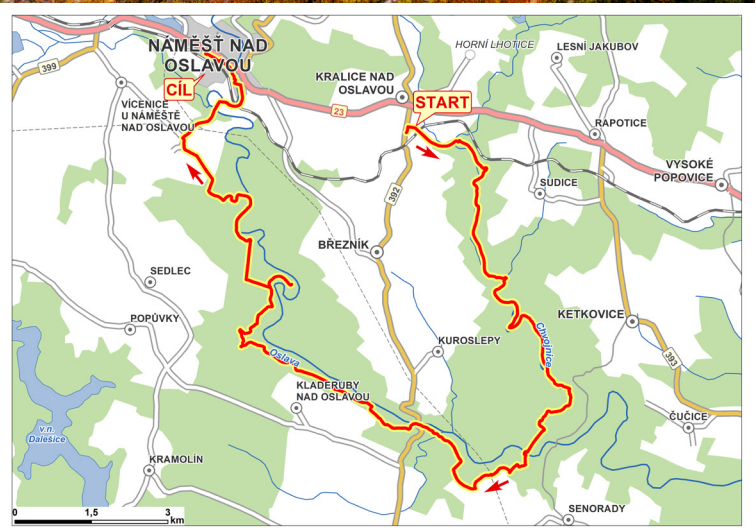 NÁMĚŠŤ NAD
OSLAVOU
CÍL
399
VÍCENICE
U NÁMĚŠTĚ
NAD OSLAVOU
HORNÍ LHOTICE
LESNÍ JAKUBOV
KRALICE NAD
OSLAVOU
START
23
RAPOTICE
VYSOKÉ
POPOVICE
SUDICE
392
BŘEZNÍK
SEDLEC
POPŮVKY
KETKOVICE
Chvojnice
KUROSLEPY
393
Oslava
KLADERUBY
NAD OSLAVOU
ČUČICE
v.n.
Dalešice
KRAMOLÍN
SENORADY
0 1,5 3
km